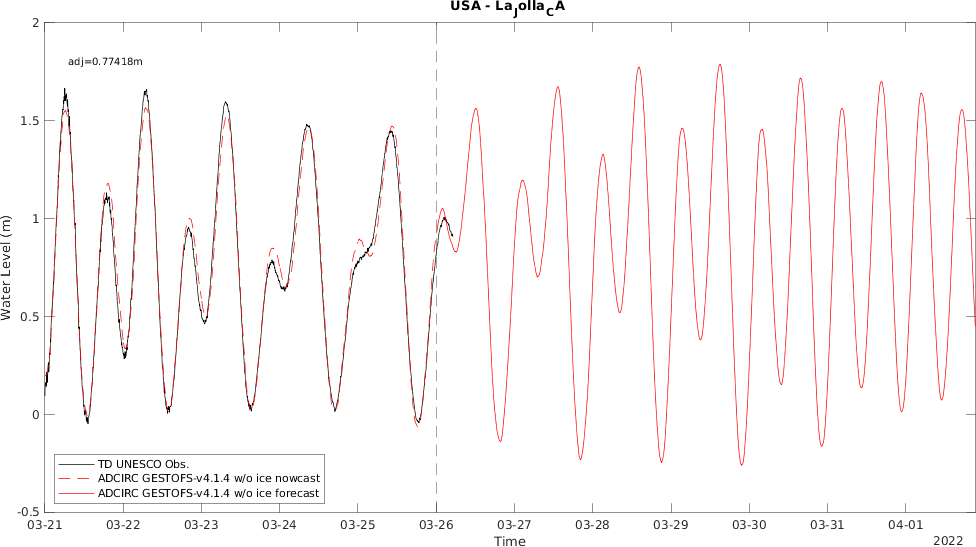 USA - LaJollaCA
adj=0.77418m
Water Level (m)
2
1.5
1
0.5
0
-0.5
TD UNESCO Obs.
ADCIRC GESTOFS-v4.1.4 w/o ice nowcast
ADCIRC GESTOFS-v4.1.4 w/o ice forecast
03-21 03-22 03-23 03-24 03-25 03-26 03-27 03-28 03-29 03-30 03-31 04-01
Time
2022